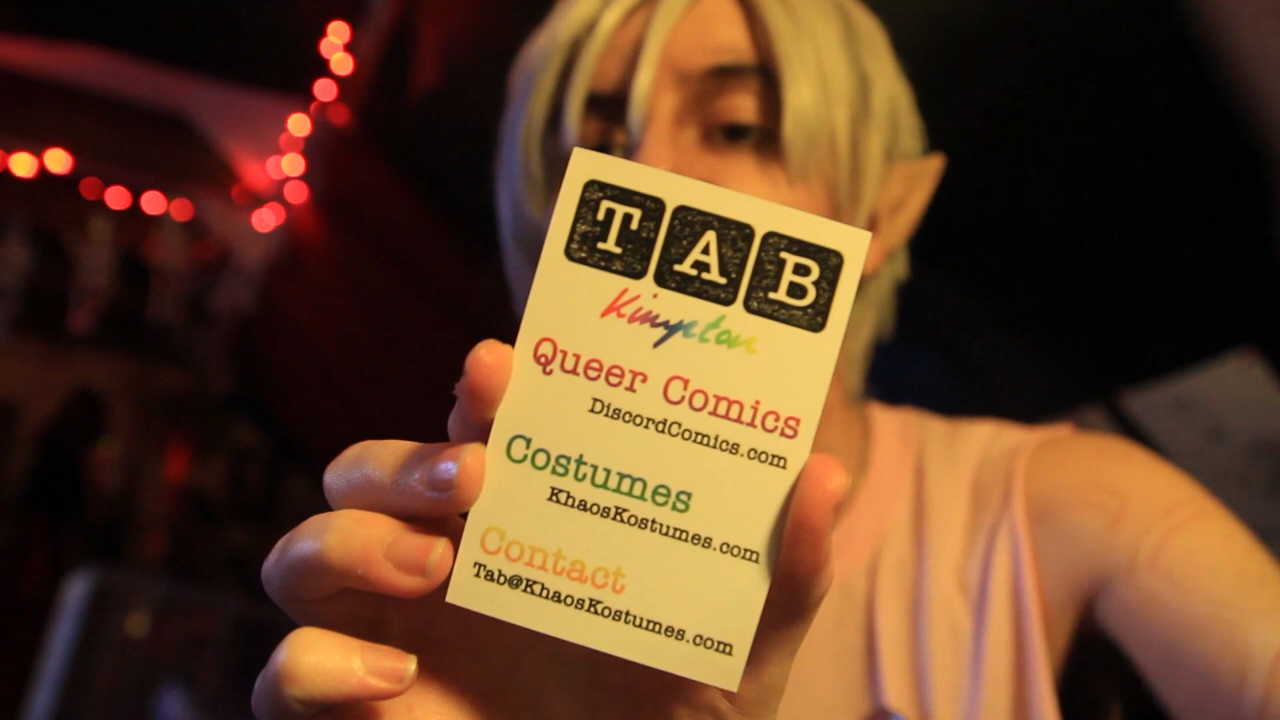 TAB
Kimpton
Queer Comics
DiscordComics.com
Costumes
KhaosKostumes.com
Contact
Tab@KhaosKostumes.com